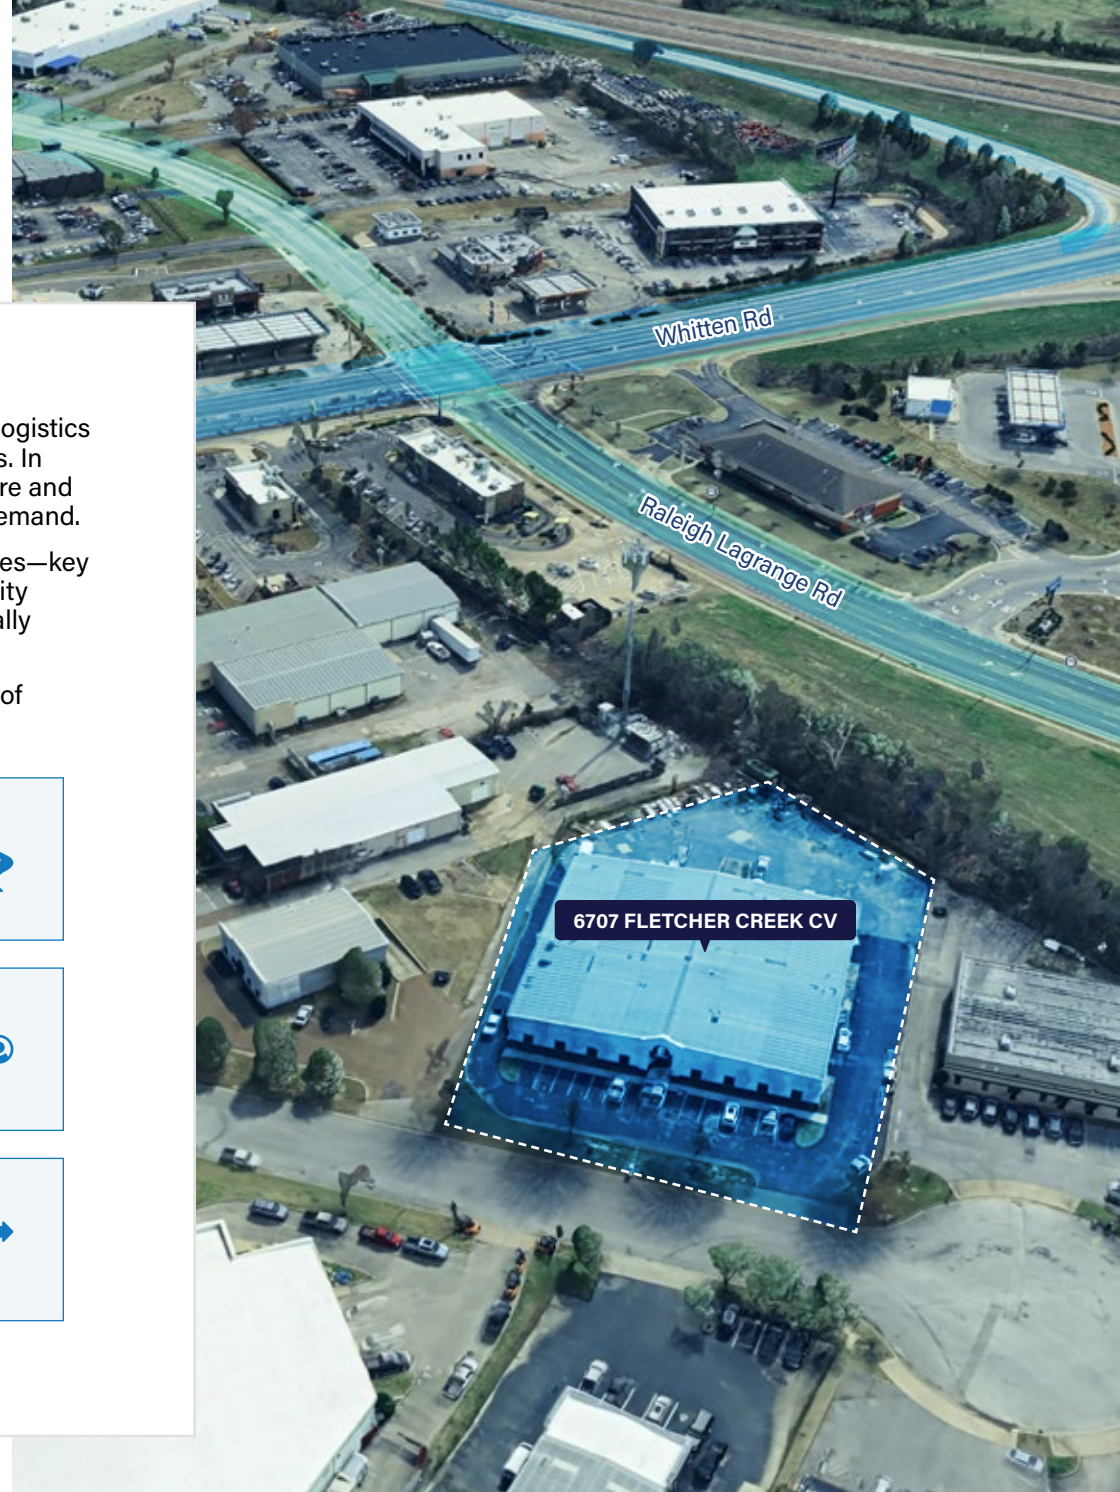 ogistics
s. In
re and
emand.
es—key
ity
ally
of
Whitten Rd
Raleigh Lagrange Rd
6707 FLETCHER CREEK CV